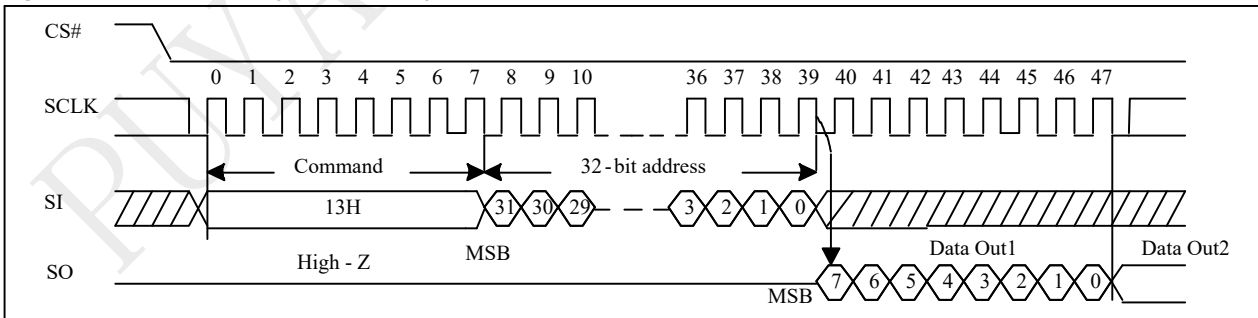 CS#
0 1 2 3 4 5 6 7 8 9 10 36 37 38 39 40 41 42 43 44 45 46 47
SCLK
Command 32-bit address
SI 13H 31 30 29 3 2 1 0
MSB Data Out1 Data Out2
SO High - Z
MSB 7 6 5 4 3 2 1 0
PUYA